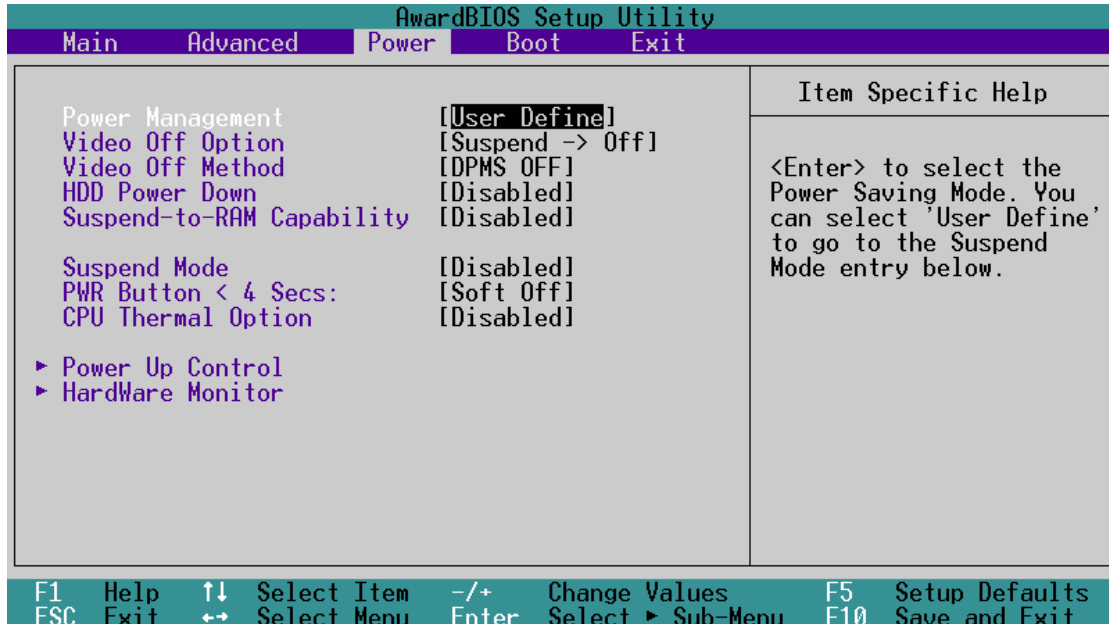 AwardBIOS Setup Utility
Main Advanced Power Boot Exit
Item Specific Help
Power Management [User Define]
Video Off Option [Suspend -> Off]
Video Off Method [DPMS OFF]
HDD Power Down [Disabled]
Suspend-to-RAM Capability [Disabled]
Suspend Mode [Disabled]
PWR Button < 4 Secs: [Soft Off]
CPU Thermal Option [Disabled]
► Power Up Control
► HardWare Monitor
<Enter> to select the
Power Saving Mode. You
can select 'User Define'
to go to the Suspend
Mode entry below.
F1 Help ↑↓ Select Item -/+ Change Values F5 Setup Defaults
ESC Exit ←→ Select Menu Enter Select ► Sub-Menu F10 Save and Exit